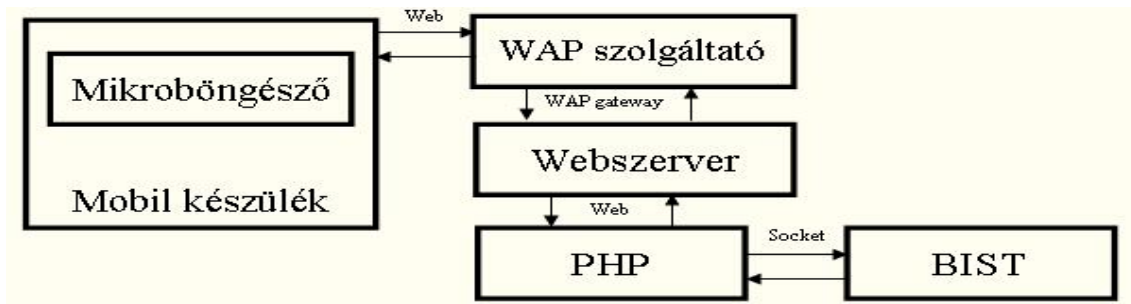 Web
WAP szolgáltató
Mikroböngésző
WAP gateway
Webszerver
Mobil készülék
Web
PHP
Socket
BIST